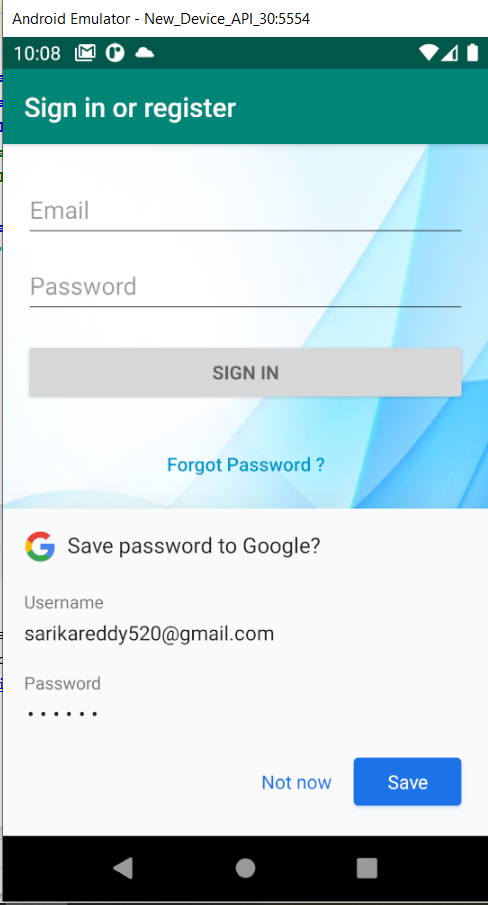 Android Emulator - New_Device_API_30:5554
10:08
Sign in or register
Email
Password
SIGN IN
Forgot Password ?
Save password to Google?
Username
sarikareddy520@gmail.com
Password
••••••
Not now Save